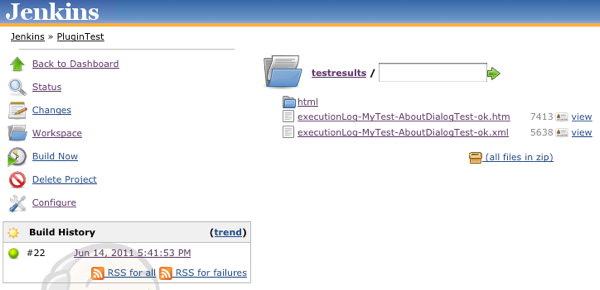 Jenkins
Jenkins » PluginTest
Back to Dashboard
Status
Changes
Workspace
Build Now
Delete Project
Configure
Build History (trend)
#22 Jun 14, 2011 5:41:53 PM
RSS for all RSS for failures
testresults /
html
executionLog-MyTest-AboutDialogTest-ok.htm 7413 view
executionLog-MyTest-AboutDialogTest-ok.xml 5638 view
(all files in zip)